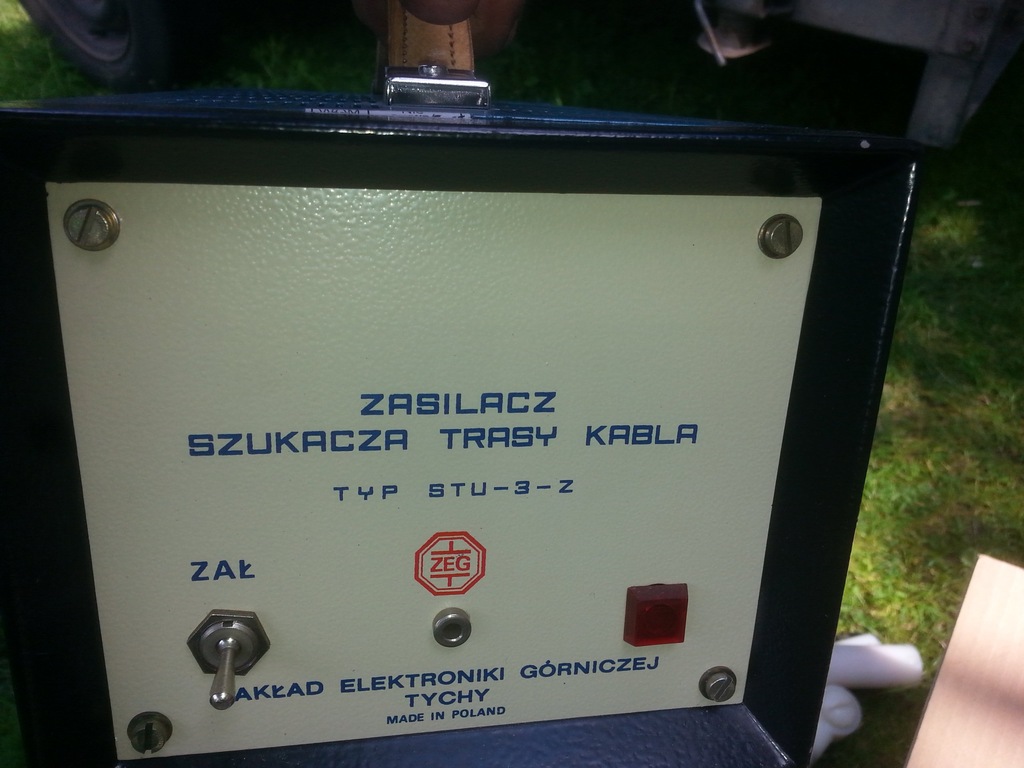 ZASILACZ
SZUKACZA TRASY KABLA
TYP STU-3-Z
ZAŁ
ZEG
AKŁAD ELEKTRONIKI GÓRNICZEJ
TYCHY
MADE IN POLAND